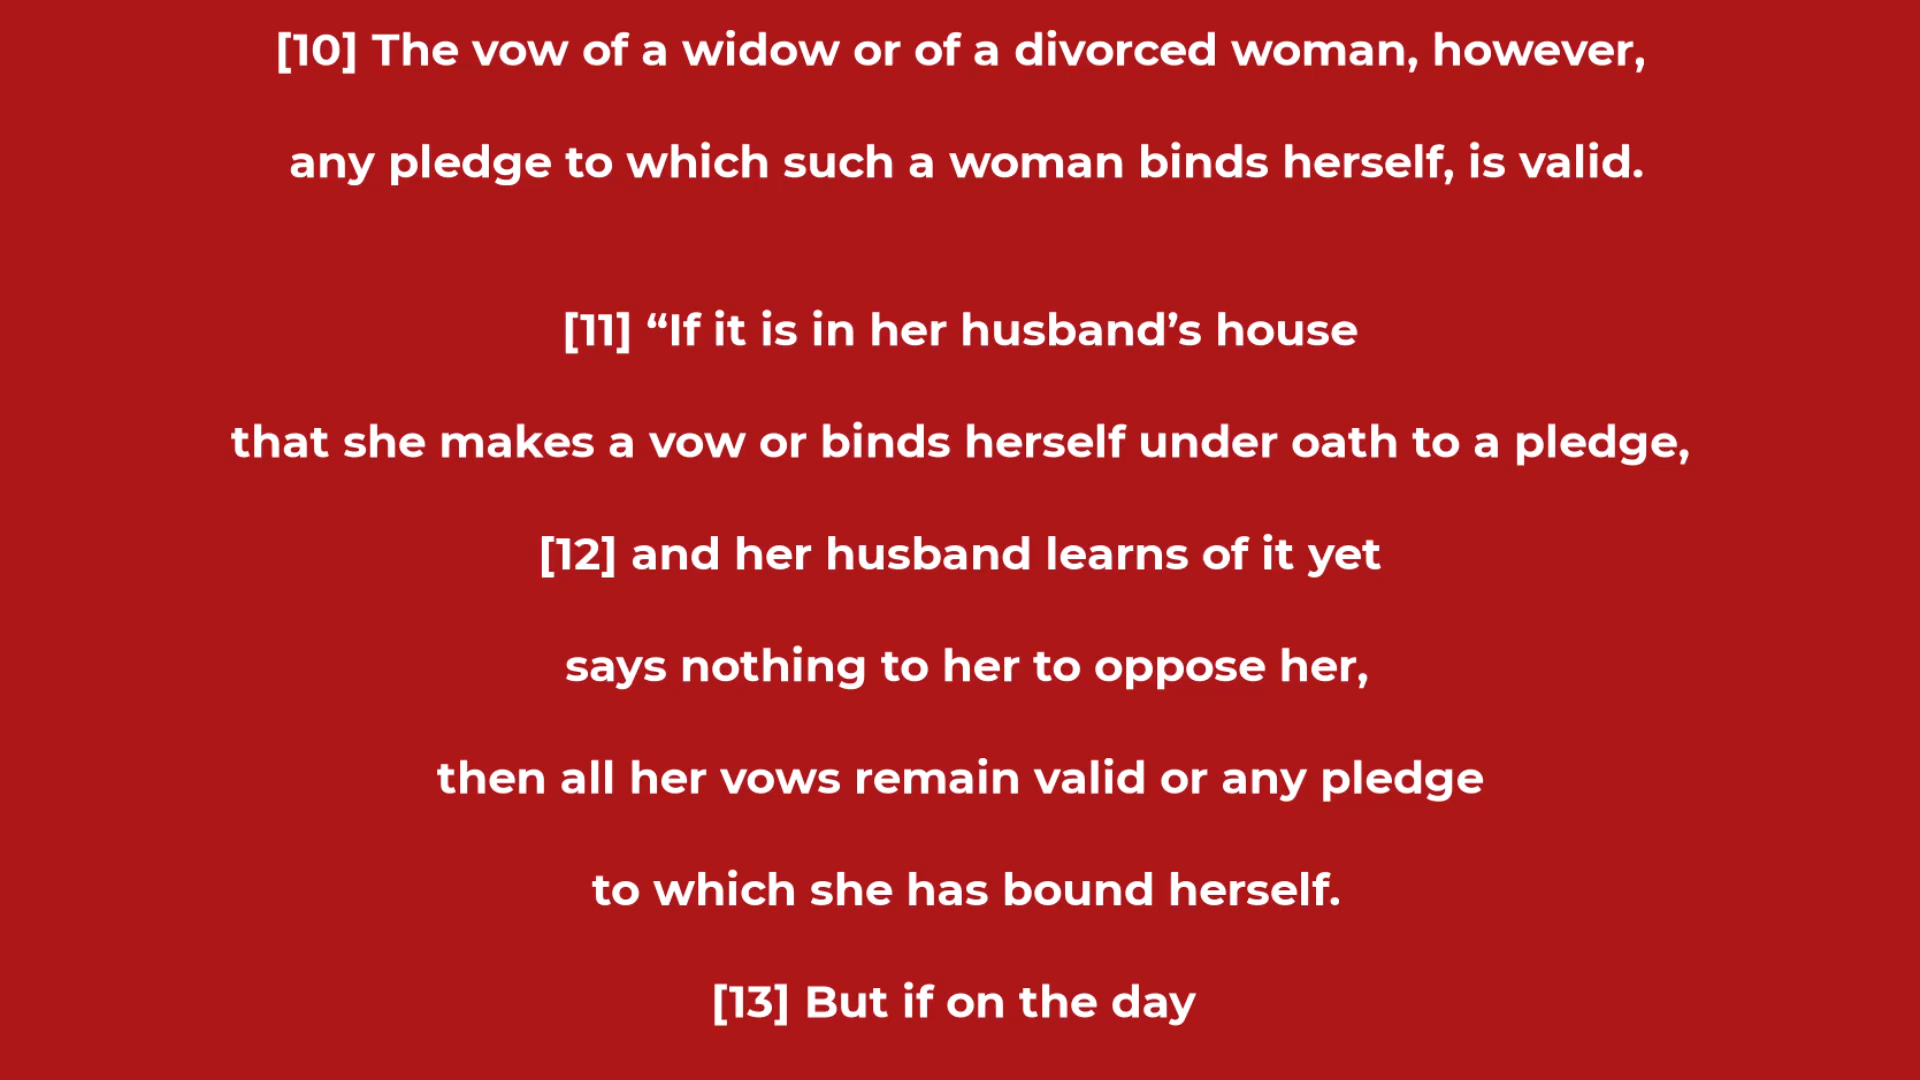 [10] The vow of a widow or of a divorced woman, however,
any pledge to which such a woman binds herself, is valid.
[11] “If it is in her husband’s house
that she makes a vow or binds herself under oath to a pledge,
[12] and her husband learns of it yet
says nothing to her to oppose her,
then all her vows remain valid or any pledge
to which she has bound herself.
[13] But if on the day